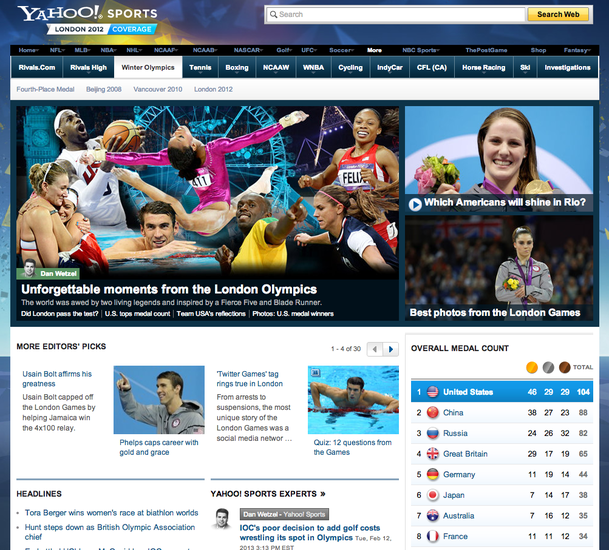 YAHOO! SPORTS
LONDON 2012 COVERAGE
Search
Search Web
Home NFL MLB NBA NHL NCAAF NCAAB NASCAR Golf UFC Soccer More NBC Sports ThePostGame Shop Fantasy
Rivals.Com Rivals High Winter Olympics Tennis Boxing NCAAW WNBA Cycling IndyCar CFL (CA) Horse Racing Ski Investigations
Fourth-Place Medal Beijing 2008 Vancouver 2010 London 2012
FELIX
Dan Wetzel
Unforgettable moments from the London Olympics
The world was awed by two living legends and inspired by a Fierce Five and Blade Runner.
Did London pass the test? U.S. tops medal count Team USA's reflections Photos: U.S. medal winners
Which Americans will shine in Rio?
Best photos from the London Games
MORE EDITORS' PICKS
1 - 4 of 30
Usain Bolt affirms his
greatness
Usain Bolt capped off
the London Games by
helping Jamaica win
the 4x100 relay.
Phelps caps career with
gold and grace
'Twitter Games' tag
rings true in London
From arrests to
suspensions, the most
unique story of the
London Games was a
social media networ ...
Quiz: 12 questions from
the Games
OVERALL MEDAL COUNT
TOTAL
1 United States 46 29 29 104
2 China 38 27 23 88
3 Russia 24 26 32 82
4 Great Britain 29 17 19 65
5 Germany 11 19 14 44
6 Japan 7 14 17 38
7 Australia 7 16 12 35
8 France 11 11 12 34
HEADLINES
Tora Berger wins women's race at biathlon worlds
Hunt steps down as British Olympic Association
chief
YAHOO! SPORTS EXPERTS »
Dan Wetzel - Yahoo! Sports
IOC's poor decision to add golf costs
wrestling its spot in Olympics Tue, Feb 12,
2013 3:13 PM EST